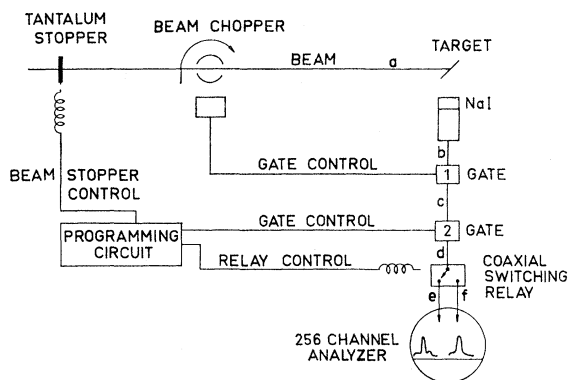 TANTALUM
STOPPER
BEAM CHOPPER
BEAM
a
TARGET
NaI
b
GATE CONTROL
1
GATE
BEAM STOPPER
CONTROL
c
GATE CONTROL
2
GATE
PROGRAMMING
CIRCUIT
d
RELAY CONTROL
COAXIAL
SWITCHING
RELAY
e
f
256 CHANNEL
ANALYZER